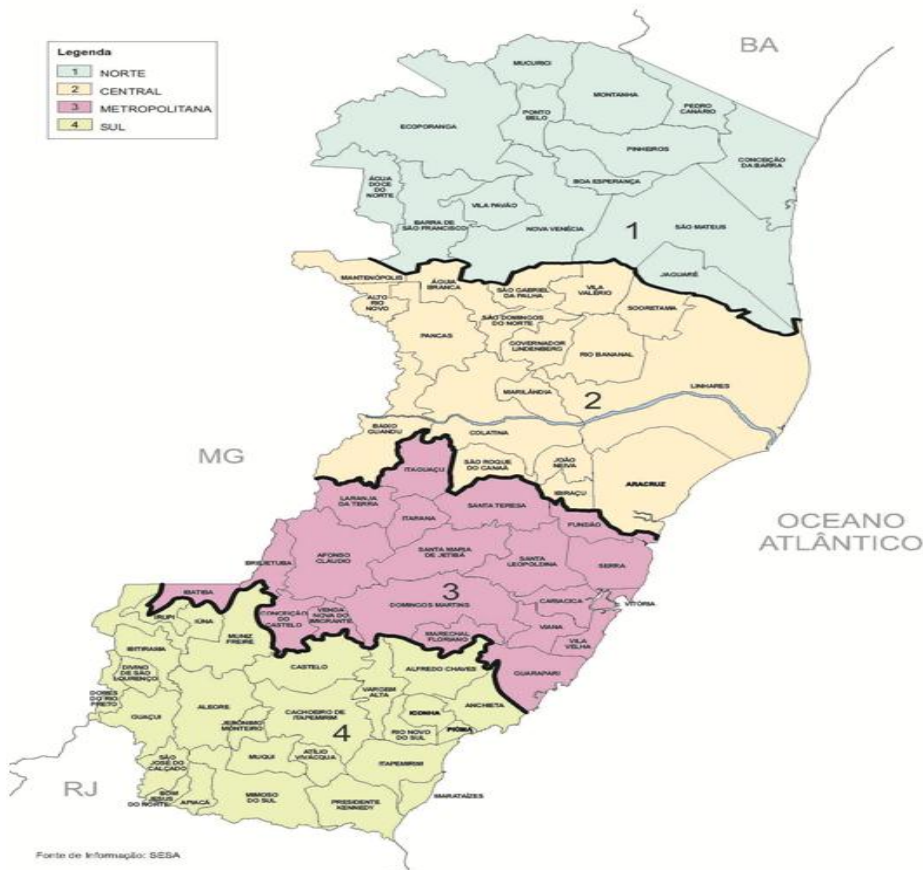 BA
Legenda
1 NORTE
2 CENTRAL
3 METROPOLITANA
4 SUL
MUCURICI
MONTANHA
PONTO
BELO
PEDRO
CANÁRIO
ECOPORANGA
PINHEIROS
CONCEIÇÃO
DA BARRA
ÁGUA
DOCE DO
NORTE
BOA ESPERANÇA
VILA PAVÃO
BARRA DE
SÃO FRANCISCO
NOVA VENÉCIA
1
SÃO MATEUS
JAGUARÉ
MANTENÓPOLIS
ÁGUIA
BRANCA
SÃO GABRIEL
DA PALHA
VILA
VALÉRIO
SOORETAMA
ALTO
RIO
NOVO
SÃO DOMINGOS
DO NORTE
PANCAS
GOVERNADOR
LINDENBERG
RIO BANANAL
MARILÂNDIA
2
LINHARES
BAIXO
GUANDU
COLATINA
MG
ITAGUAÇU
SÃO ROQUE
DO CANAÃ
JOÃO
NEIVA
IBIRAÇU
ARACRUZ
LARANJA
DA TERRA
ITARANA
SANTA TERESA
FUNDÃO
OCEANO
ATLÂNTICO
BREJETUBA
AFONSO
CLÁUDIO
SANTA MARIA
DE JETIBÁ
SANTA
LEOPOLDINA
SERRA
IBATIBA
3
CONCEIÇÃO
DO
CASTELO
VENDA
NOVA DO
IMIGRANTE
DOMINGOS MARTINS
CARIACICA
VITÓRIA
IRUPI
IÚNA
MUNIZ
FREIRE
MARECHAL
FLORIANO
VIANA
VILA
VELHA
IBITIRAMA
CASTELO
ALFREDO CHAVES
GUARAPARI
DIVINO
DE SÃO
LOURENÇO
DORES
DO RIO
PRETO
VARGEM
ALTA
ANCHIETA
GUAÇUÍ
ALEGRE
CACHOEIRO DE
ITAPEMIRIM
ICONHA
JERÔNIMO
MONTEIRO
4
RIO NOVO
DO SUL
PIÚMA
SÃO
JOSÉ DO
CALÇADO
MUQUI
ATÍLIO
VIVACQUA
ITAPEMIRIM
RJ
BOM
JESUS
DO NORTE
APIACÁ
MIMOSO
DO SUL
PRESIDENTE
KENNEDY
MARATAÍZES
Fonte de Informação: SESA